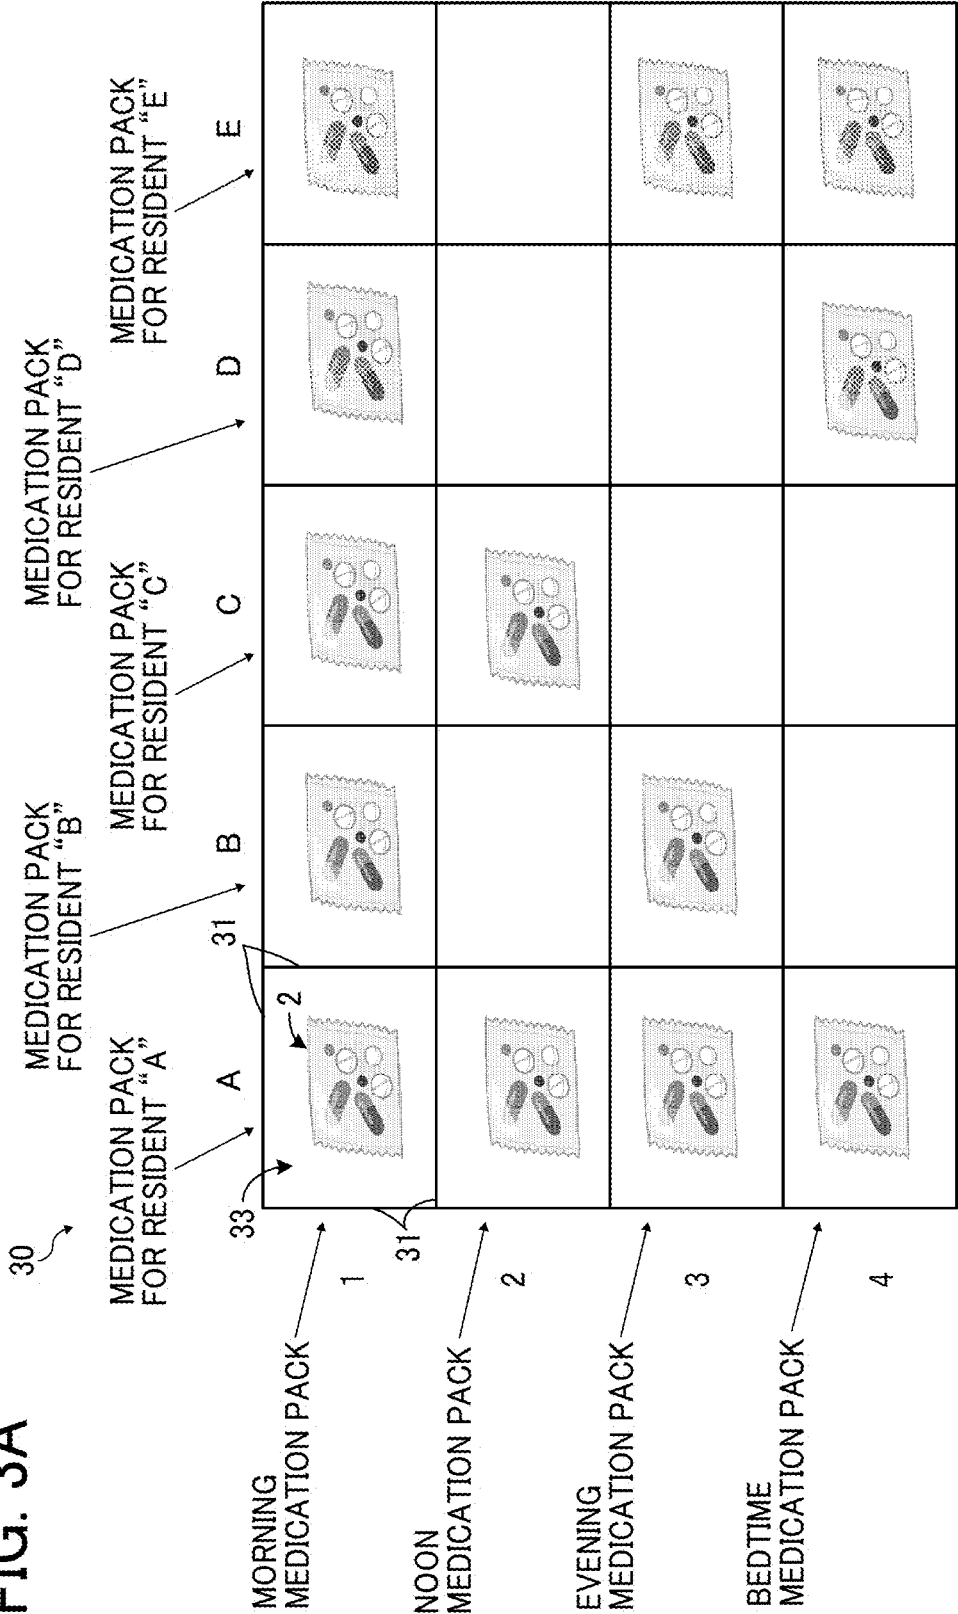 FIG. 3A
30
MEDICATION PACK
FOR RESIDENT “A”
MEDICATION PACK
FOR RESIDENT “B”
MEDICATION PACK
FOR RESIDENT “C”
MEDICATION PACK
FOR RESIDENT “D”
MEDICATION PACK
FOR RESIDENT “E”
A
B
C
D
E
33
31
2
31
MORNING
MEDICATION PACK
1
NOON
MEDICATION PACK
2
EVENING
MEDICATION PACK
3
BEDTIME
MEDICATION PACK
4